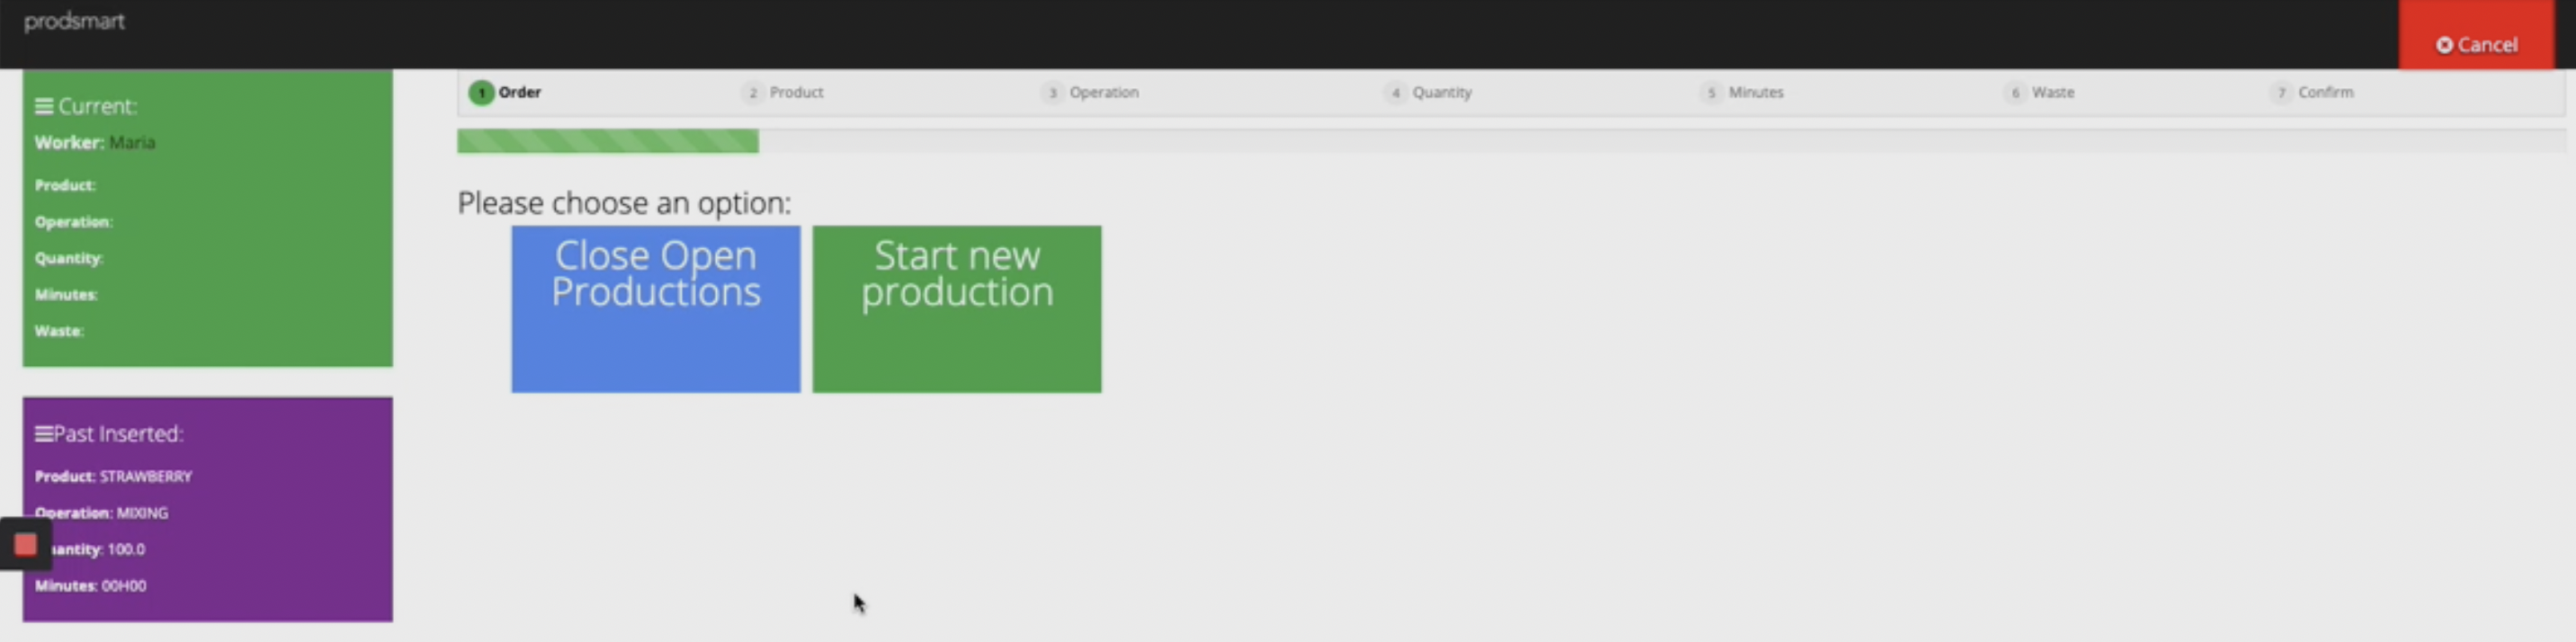 prodsmart
Cancel
Current:
Worker: Maria
Product:
Operation:
Quantity:
Minutes:
Waste:
Past Inserted:
Product: STRAWBERRY
Operation: MIXING
antity: 100.0
Minutes: 00H00
1 Order
2 Product
3 Operation
4 Quantity
5 Minutes
6 Waste
7 Confirm
Please choose an option:
Close Open
Productions
Start new
production